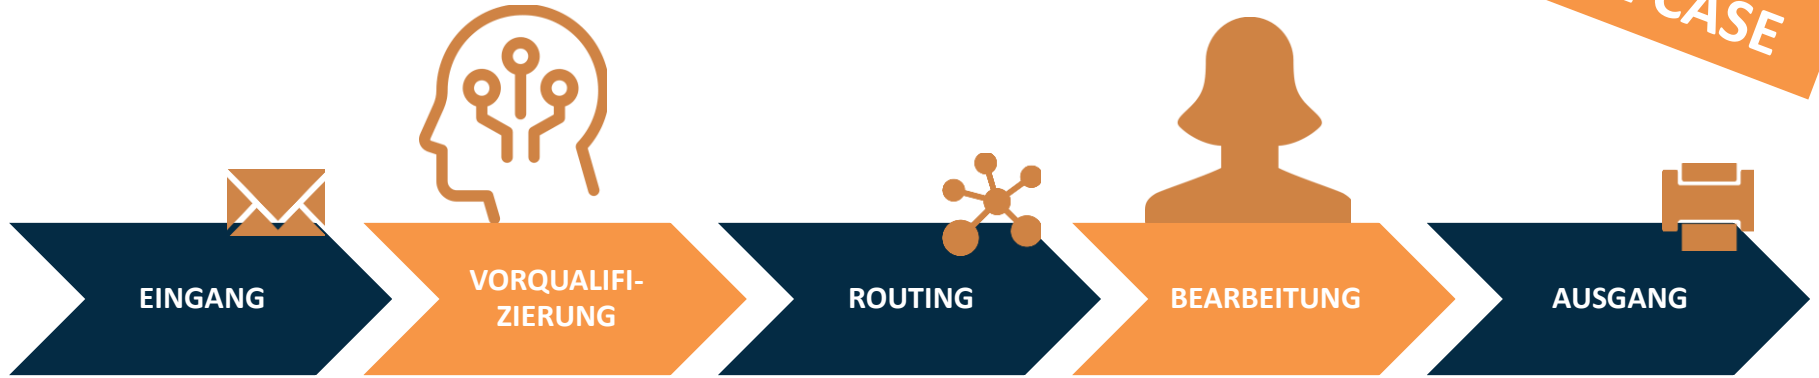 CASE
EINGANG
VORQUALIFI-
ZIERUNG
ROUTING
BEARBEITUNG
AUSGANG